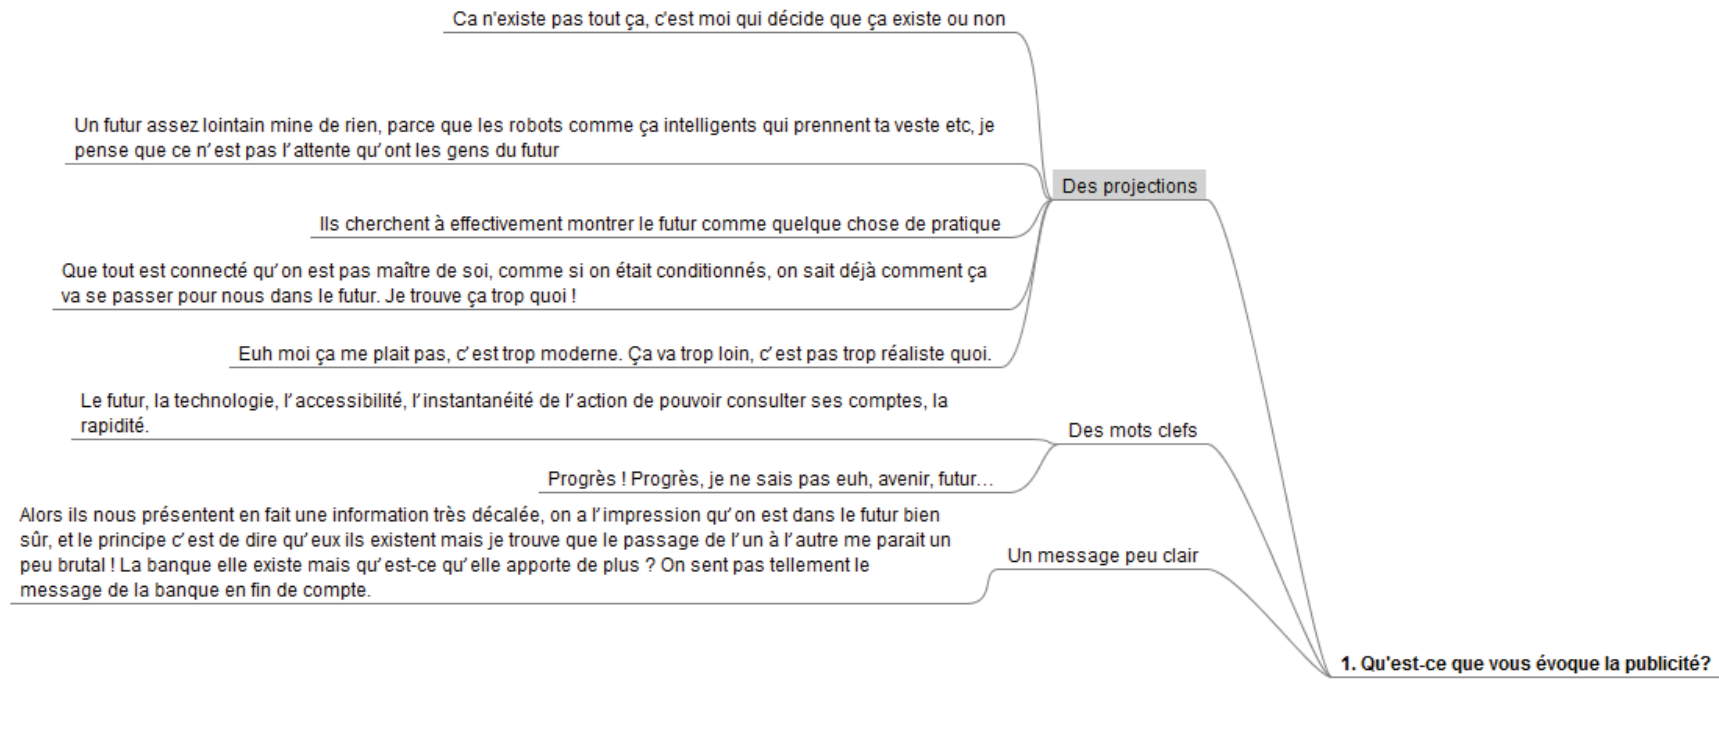 Ca n'existe pas tout ça, c'est moi qui décide que ça existe ou non
Un futur assez lointain mine de rien, parce que les robots comme ça intelligents qui prennent ta veste etc, je
pense que ce n’est pas l’attente qu’ont les gens du futur
Des projections
Ils cherchent à effectivement montrer le futur comme quelque chose de pratique
Que tout est connecté qu’on est pas maître de soi, comme si on était conditionnés, on sait déjà comment ça
va se passer pour nous dans le futur. Je trouve ça trop quoi !
Euh moi ça me plait pas, c’est trop moderne. Ça va trop loin, c’est pas trop réaliste quoi.
Le futur, la technologie, l’accessibilité, l’instantanéité de l’action de pouvoir consulter ses comptes, la
rapidité.
Des mots clefs
Progrès ! Progrès, je ne sais pas euh, avenir, futur…
Alors ils nous présentent en fait une information très décalée, on a l’impression qu’on est dans le futur bien
sûr, et le principe c’est de dire qu’eux ils existent mais je trouve que le passage de l’un à l’autre me parait un
peu brutal ! La banque elle existe mais qu’est-ce qu’elle apporte de plus ? On sent pas tellement le
message de la banque en fin de compte.
Un message peu clair
1. Qu'est-ce que vous évoque la publicité?